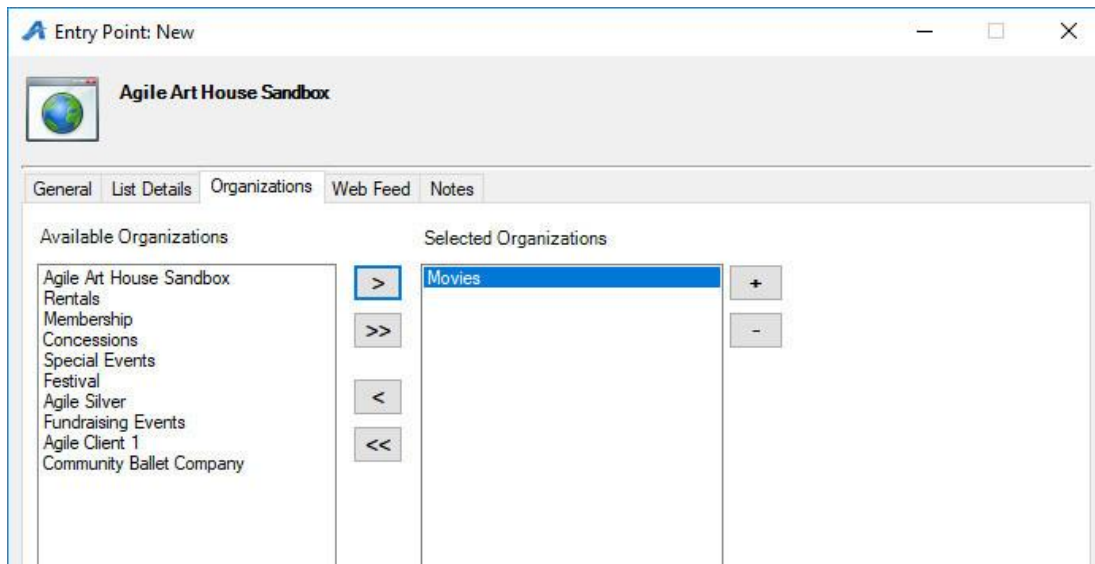 Entry Point: New
Agile Art House Sandbox
General List Details Organizations Web Feed Notes
Available Organizations
Selected Organizations
Agile Art House Sandbox
Rentals
Membership
Concessions
Special Events
Festival
Agile Silver
Fundraising Events
Agile Client 1
Community Ballet Company
>
>>
<
<<
Movies
+
-